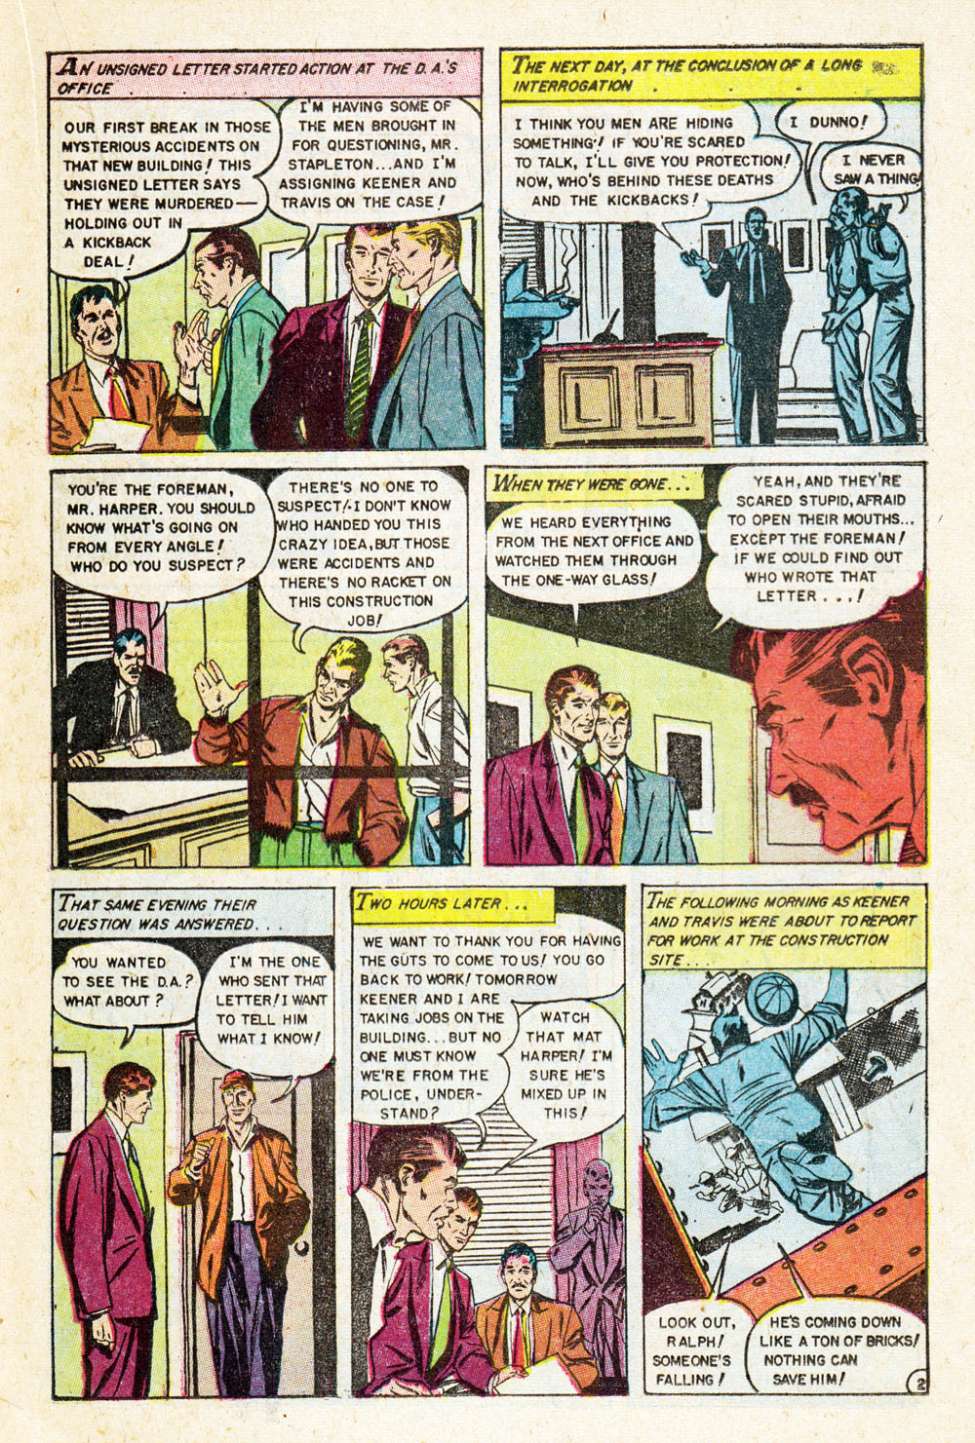 AN UNSIGNED LETTER STARTED ACTION AT THE D.A.'S
OFFICE . . . .
OUR FIRST BREAK IN THOSE
MYSTERIOUS ACCIDENTS ON
THAT NEW BUILDING! THIS
UNSIGNED LETTER SAYS
THEY WERE MURDERED—
HOLDING OUT IN
A KICKBACK
DEAL!
I'M HAVING SOME OF
THE MEN BROUGHT IN
FOR QUESTIONING, MR.
STAPLETON...AND I'M
ASSIGNING KEENER AND
TRAVIS ON THE CASE!
THE NEXT DAY, AT THE CONCLUSION OF A LONG
INTERROGATION . . . .
I THINK YOU MEN ARE HIDING
SOMETHING! IF YOU'RE SCARED
TO TALK, I'LL GIVE YOU PROTECTION!
NOW, WHO'S BEHIND THESE DEATHS
AND THE KICKBACKS!
I DUNNO!
I NEVER
SAW A THING!
YOU'RE THE FOREMAN,
MR. HARPER. YOU SHOULD
KNOW WHAT'S GOING ON
FROM EVERY ANGLE!
WHO DO YOU SUSPECT?
THERE'S NO ONE TO
SUSPECT! I DON'T KNOW
WHO HANDED YOU THIS
CRAZY IDEA, BUT THOSE
WERE ACCIDENTS AND
THERE'S NO RACKET ON
THIS CONSTRUCTION
JOB!
WHEN THEY WERE GONE...
WE HEARD EVERYTHING
FROM THE NEXT OFFICE AND
WATCHED THEM THROUGH
THE ONE-WAY GLASS!
YEAH, AND THEY'RE
SCARED STUPID, AFRAID
TO OPEN THEIR MOUTHS...
EXCEPT THE FOREMAN!
IF WE COULD FIND OUT
WHO WROTE THAT
LETTER . . . !
THAT SAME EVENING THEIR
QUESTION WAS ANSWERED...
YOU WANTED
TO SEE THE D.A.?
WHAT ABOUT?
I'M THE ONE
WHO SENT THAT
LETTER! I WANT
TO TELL HIM
WHAT I KNOW!
TWO HOURS LATER...
WE WANT TO THANK YOU FOR HAVING
THE GUTS TO COME TO US! YOU GO
BACK TO WORK! TOMORROW
KEENER AND I ARE
TAKING JOBS ON THE
BUILDING...BUT NO
ONE MUST KNOW
WE'RE FROM THE
POLICE, UNDER-
STAND?
WATCH
THAT MAT
HARPER! I'M
SURE HE'S
MIXED UP IN
THIS!
THE FOLLOWING MORNING AS KEENER
AND TRAVIS WERE ABOUT TO REPORT
FOR WORK AT THE CONSTRUCTION
SITE...
LOOK OUT,
RALPH!
SOMEONE'S
FALLING!
HE'S COMING DOWN
LIKE A TON OF BRICKS!
NOTHING CAN
SAVE HIM!
2